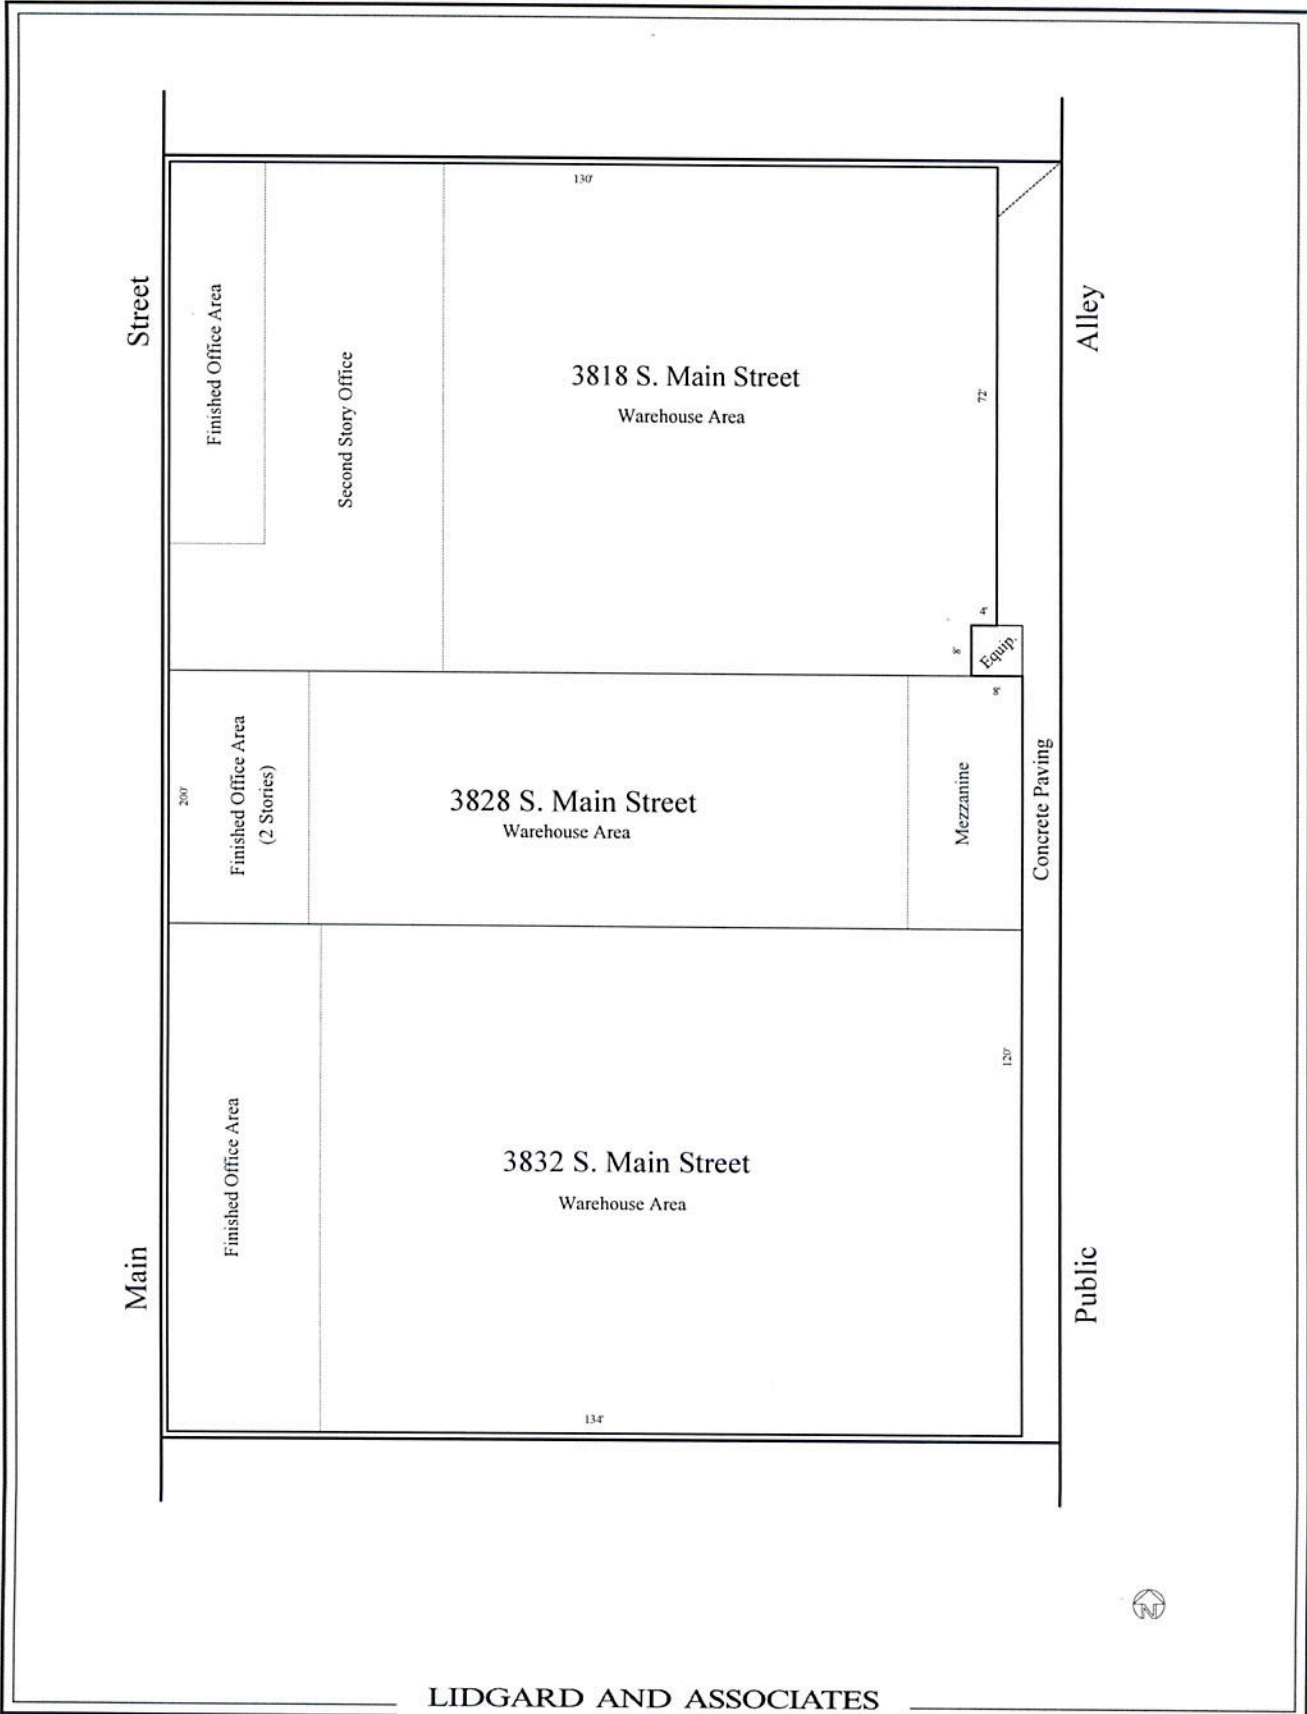 130'
Street
Finished Office Area
Second Story Office
3818 S. Main Street
Warehouse Area
72'
Alley
4'
8'
Equip.
8'
200'
Finished Office Area
(2 Stories)
3828 S. Main Street
Warehouse Area
Mezzanine
Concrete Paving
120'
Main
Finished Office Area
3832 S. Main Street
Warehouse Area
Public
134'
N
LIDGARD AND ASSOCIATES